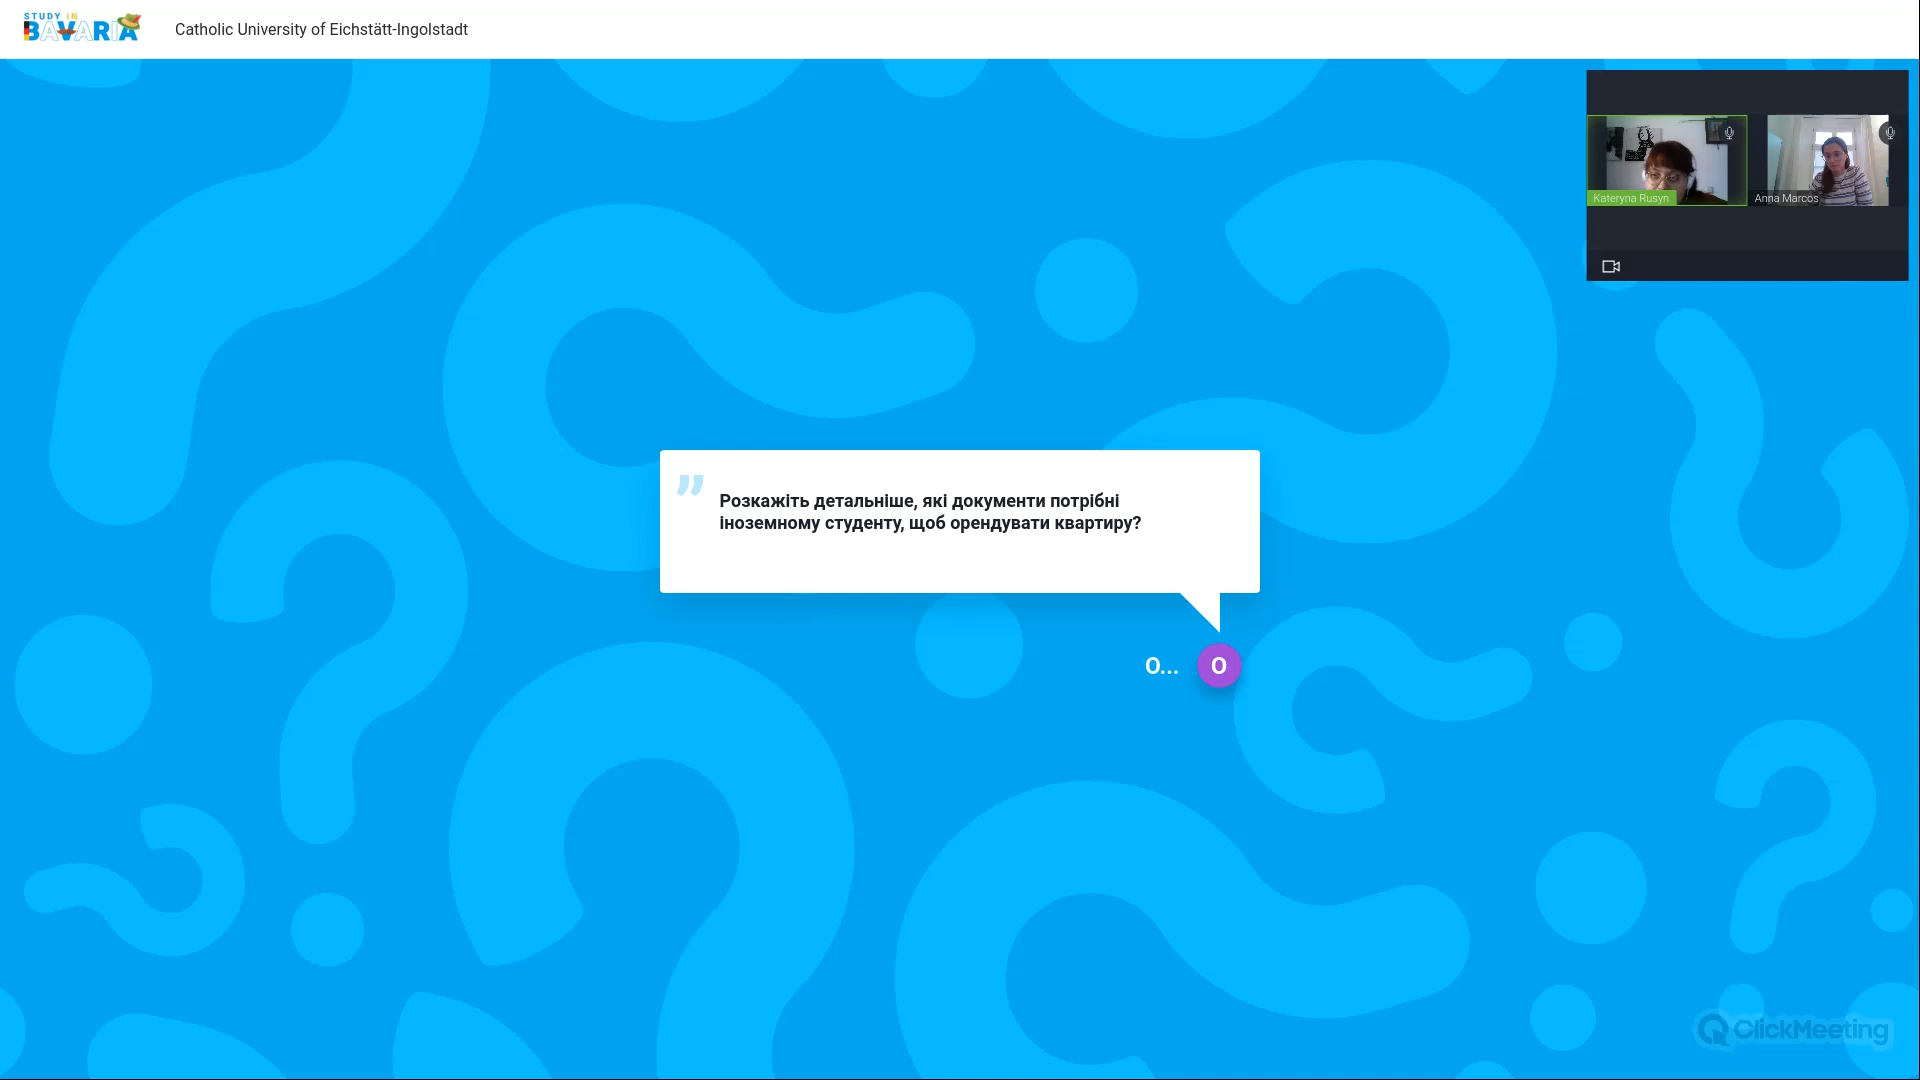 STUDY IN
BAVARIA
Catholic University of Eichstätt-Ingolstadt
Kateryna Rusyn
Anna Marcos
Розкажіть детальніше, які документи потрібні
іноземному студенту, щоб орендувати квартиру?
О...
О
ClickMeeting